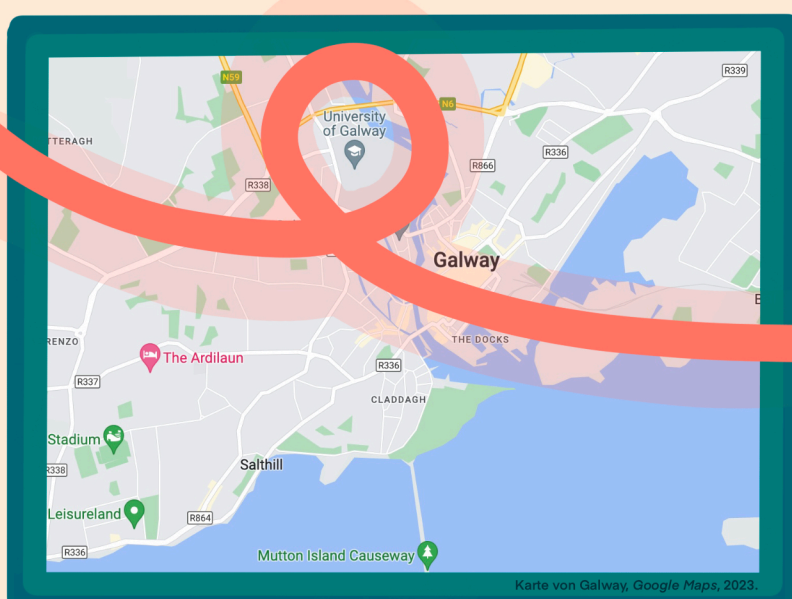 N59
R339
N6
University
of Galway
TTERAGH
R336
R866
R338
Galway
E
THE DOCKS
RENZO
The Ardilaun
R336
R337
CLADDAGH
Stadium
Salthill
R338
Leisureland
R864
R336
Mutton Island Causeway
Karte von Galway, Google Maps, 2023.